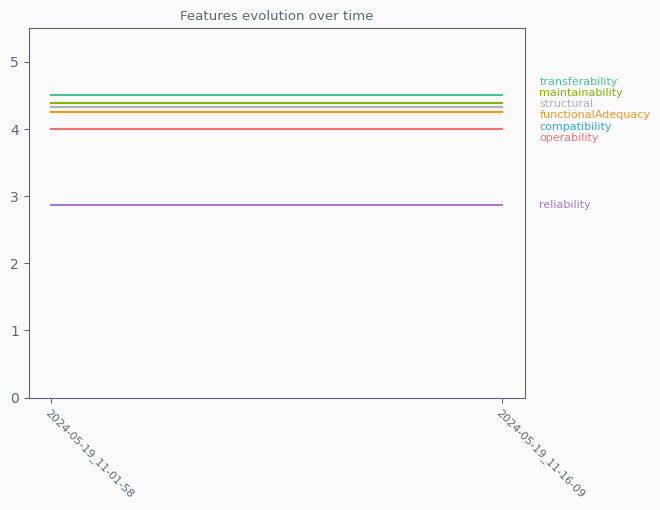 Features evolution over time
5
4
3
2
1
0
transferability
maintainability
structural
functionalAdequacy
compatibility
operability
reliability
2024-05-19_11-01-58
2024-05-19_11-16-09